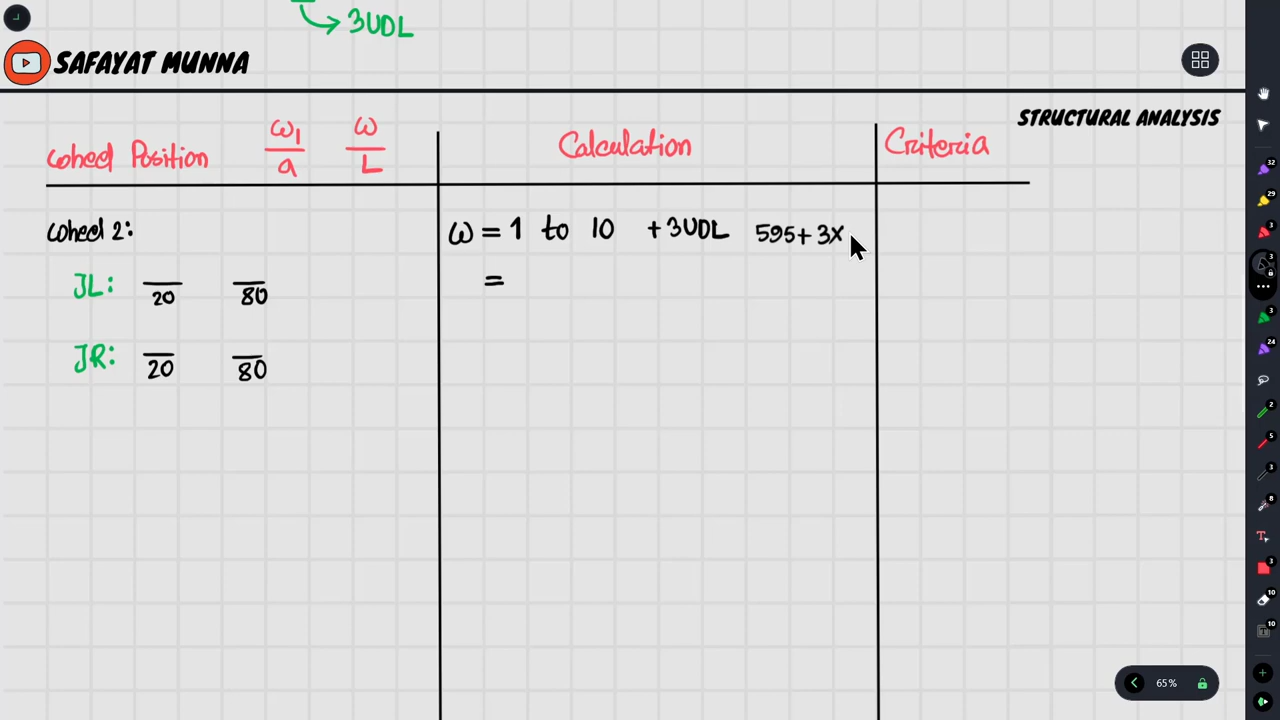 3UDL
SAFAYAT MUNNA
STRUCTURAL ANALYSIS
wheel Position ω1/a ω/L Calculation Criteria
wheel 2: ω = 1 to 10 +3UDL 595+ 3X
JL: 20 80 =
JR: 20 80
65%